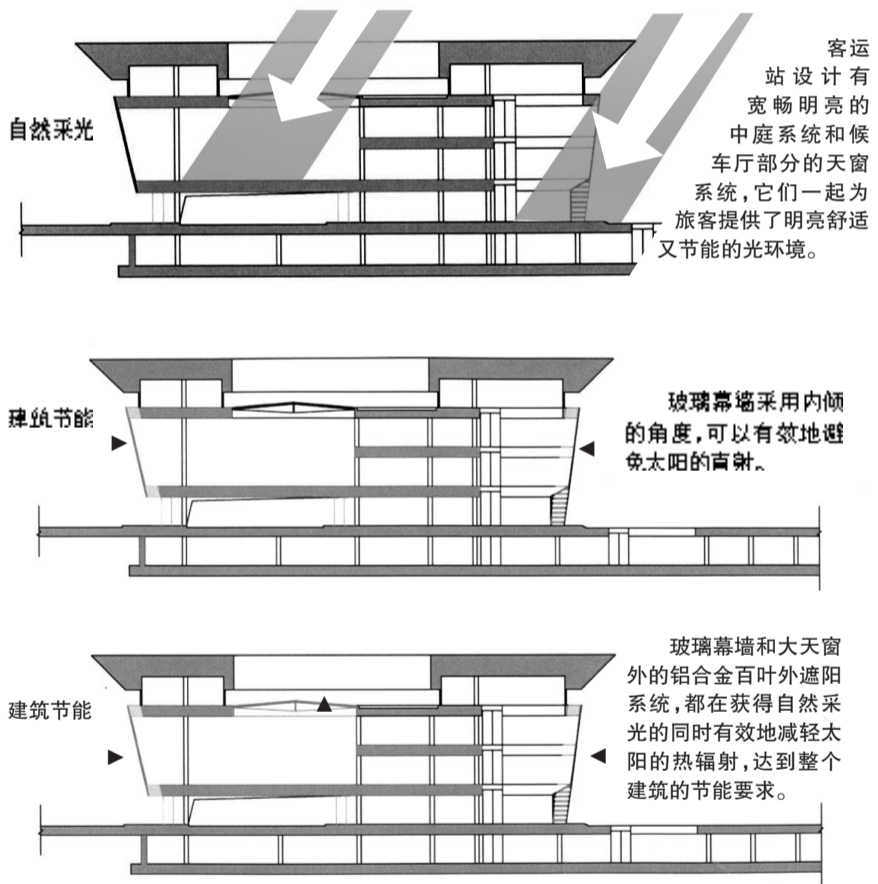 客运
站设计有
宽畅明亮的
中庭系统和候
车厅部分的天窗
系统,它们一起为
旅客提供了明亮舒适
又节能的光环境。
自然采光
建筑节能
玻璃幕墙采用内倾
的角度,可以有效地避
免太阳的直射。
玻璃幕墙和大天窗
外的铝合金百叶外遮阳
系统,都在获得自然采
光的同时有效地减轻太
阳的热辐射,达到整个
建筑的节能要求。
建筑节能